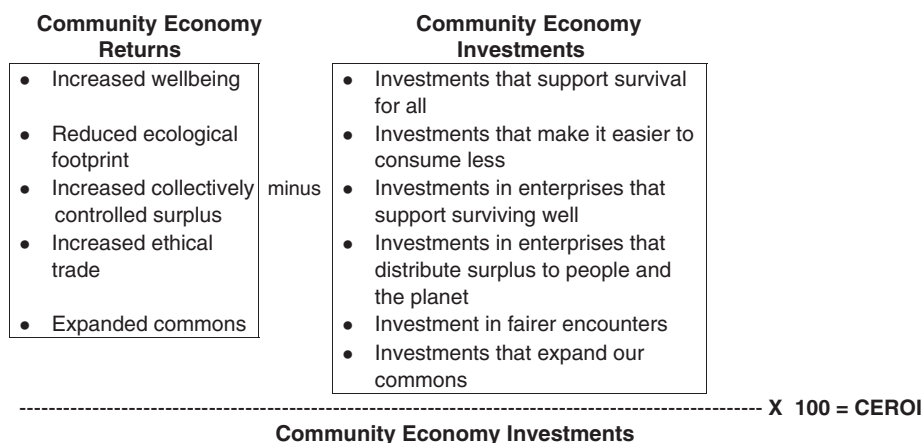 Community Economy
Returns
● Increased wellbeing
● Reduced ecological
footprint
● Increased collectively
controlled surplus
● Increased ethical
trade
● Expanded commons
minus
Community Economy
Investments
● Investments that support survival
for all
● Investments that make it easier to
consume less
● Investments in enterprises that
support surviving well
● Investments in enterprises that
distribute surplus to people and
the planet
● Investment in fairer encounters
● Investments that expand our
commons
------------------------------------------------------------------------------------------------------- X 100 = CEROI
Community Economy Investments